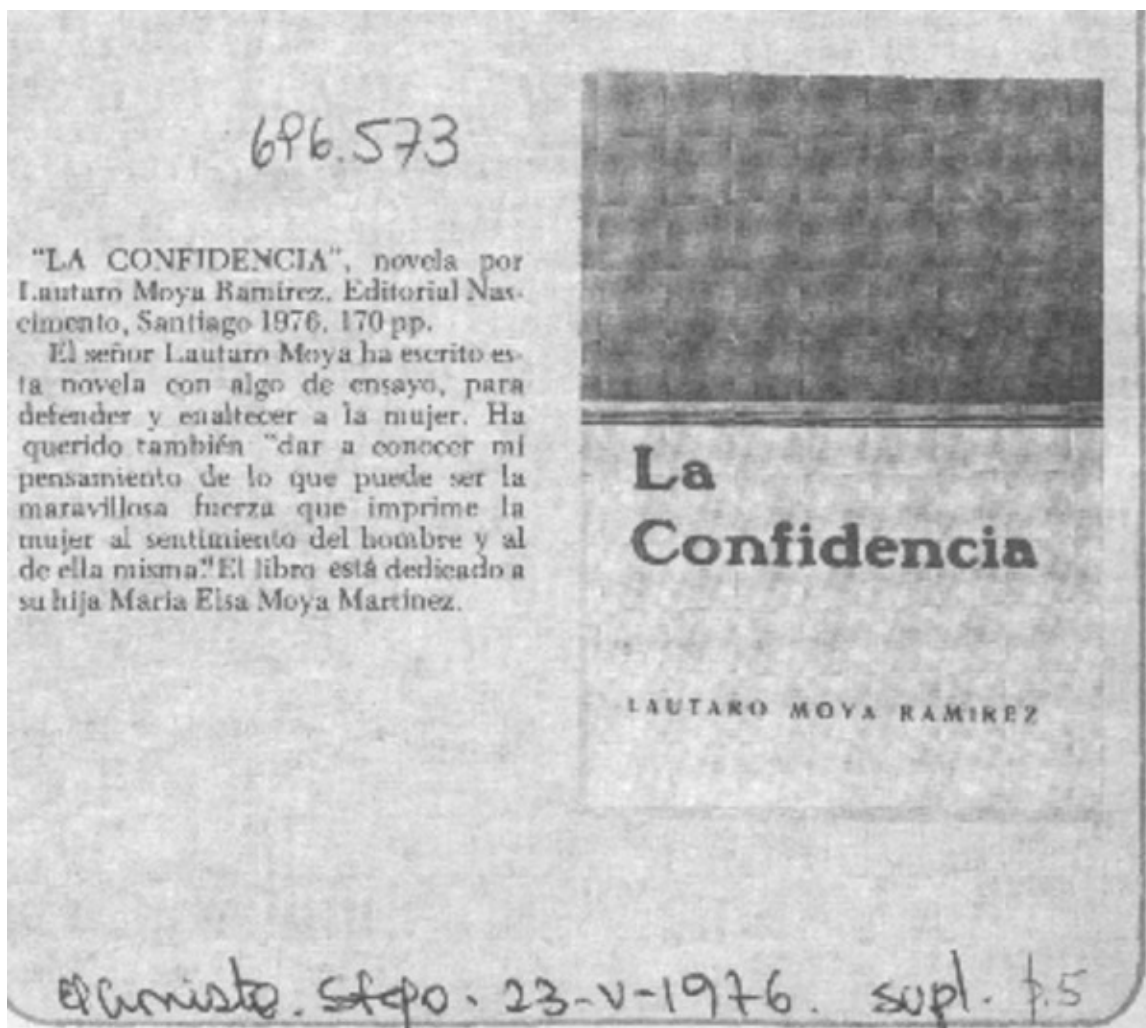 696.573
"LA CONFIDENCIA", novela por
Lautaro Moya Ramírez. Editorial Nas-
cimento, Santiago 1976. 170 pp.
El señor Lautaro Moya ha escrito es-
ta novela con algo de ensayo, para
defender y enaltecer a la mujer. Ha
querido también "dar a conocer mi
pensamiento de lo que puede ser la
maravillosa fuerza que imprime la
mujer al sentimiento del hombre y al
de ella misma". El libro está dedicado a
su hija María Elsa Moya Martínez.
La
Confidencia
LAUTARO MOYA RAMIREZ
Stgo. 23-V-1976. supl. p.5